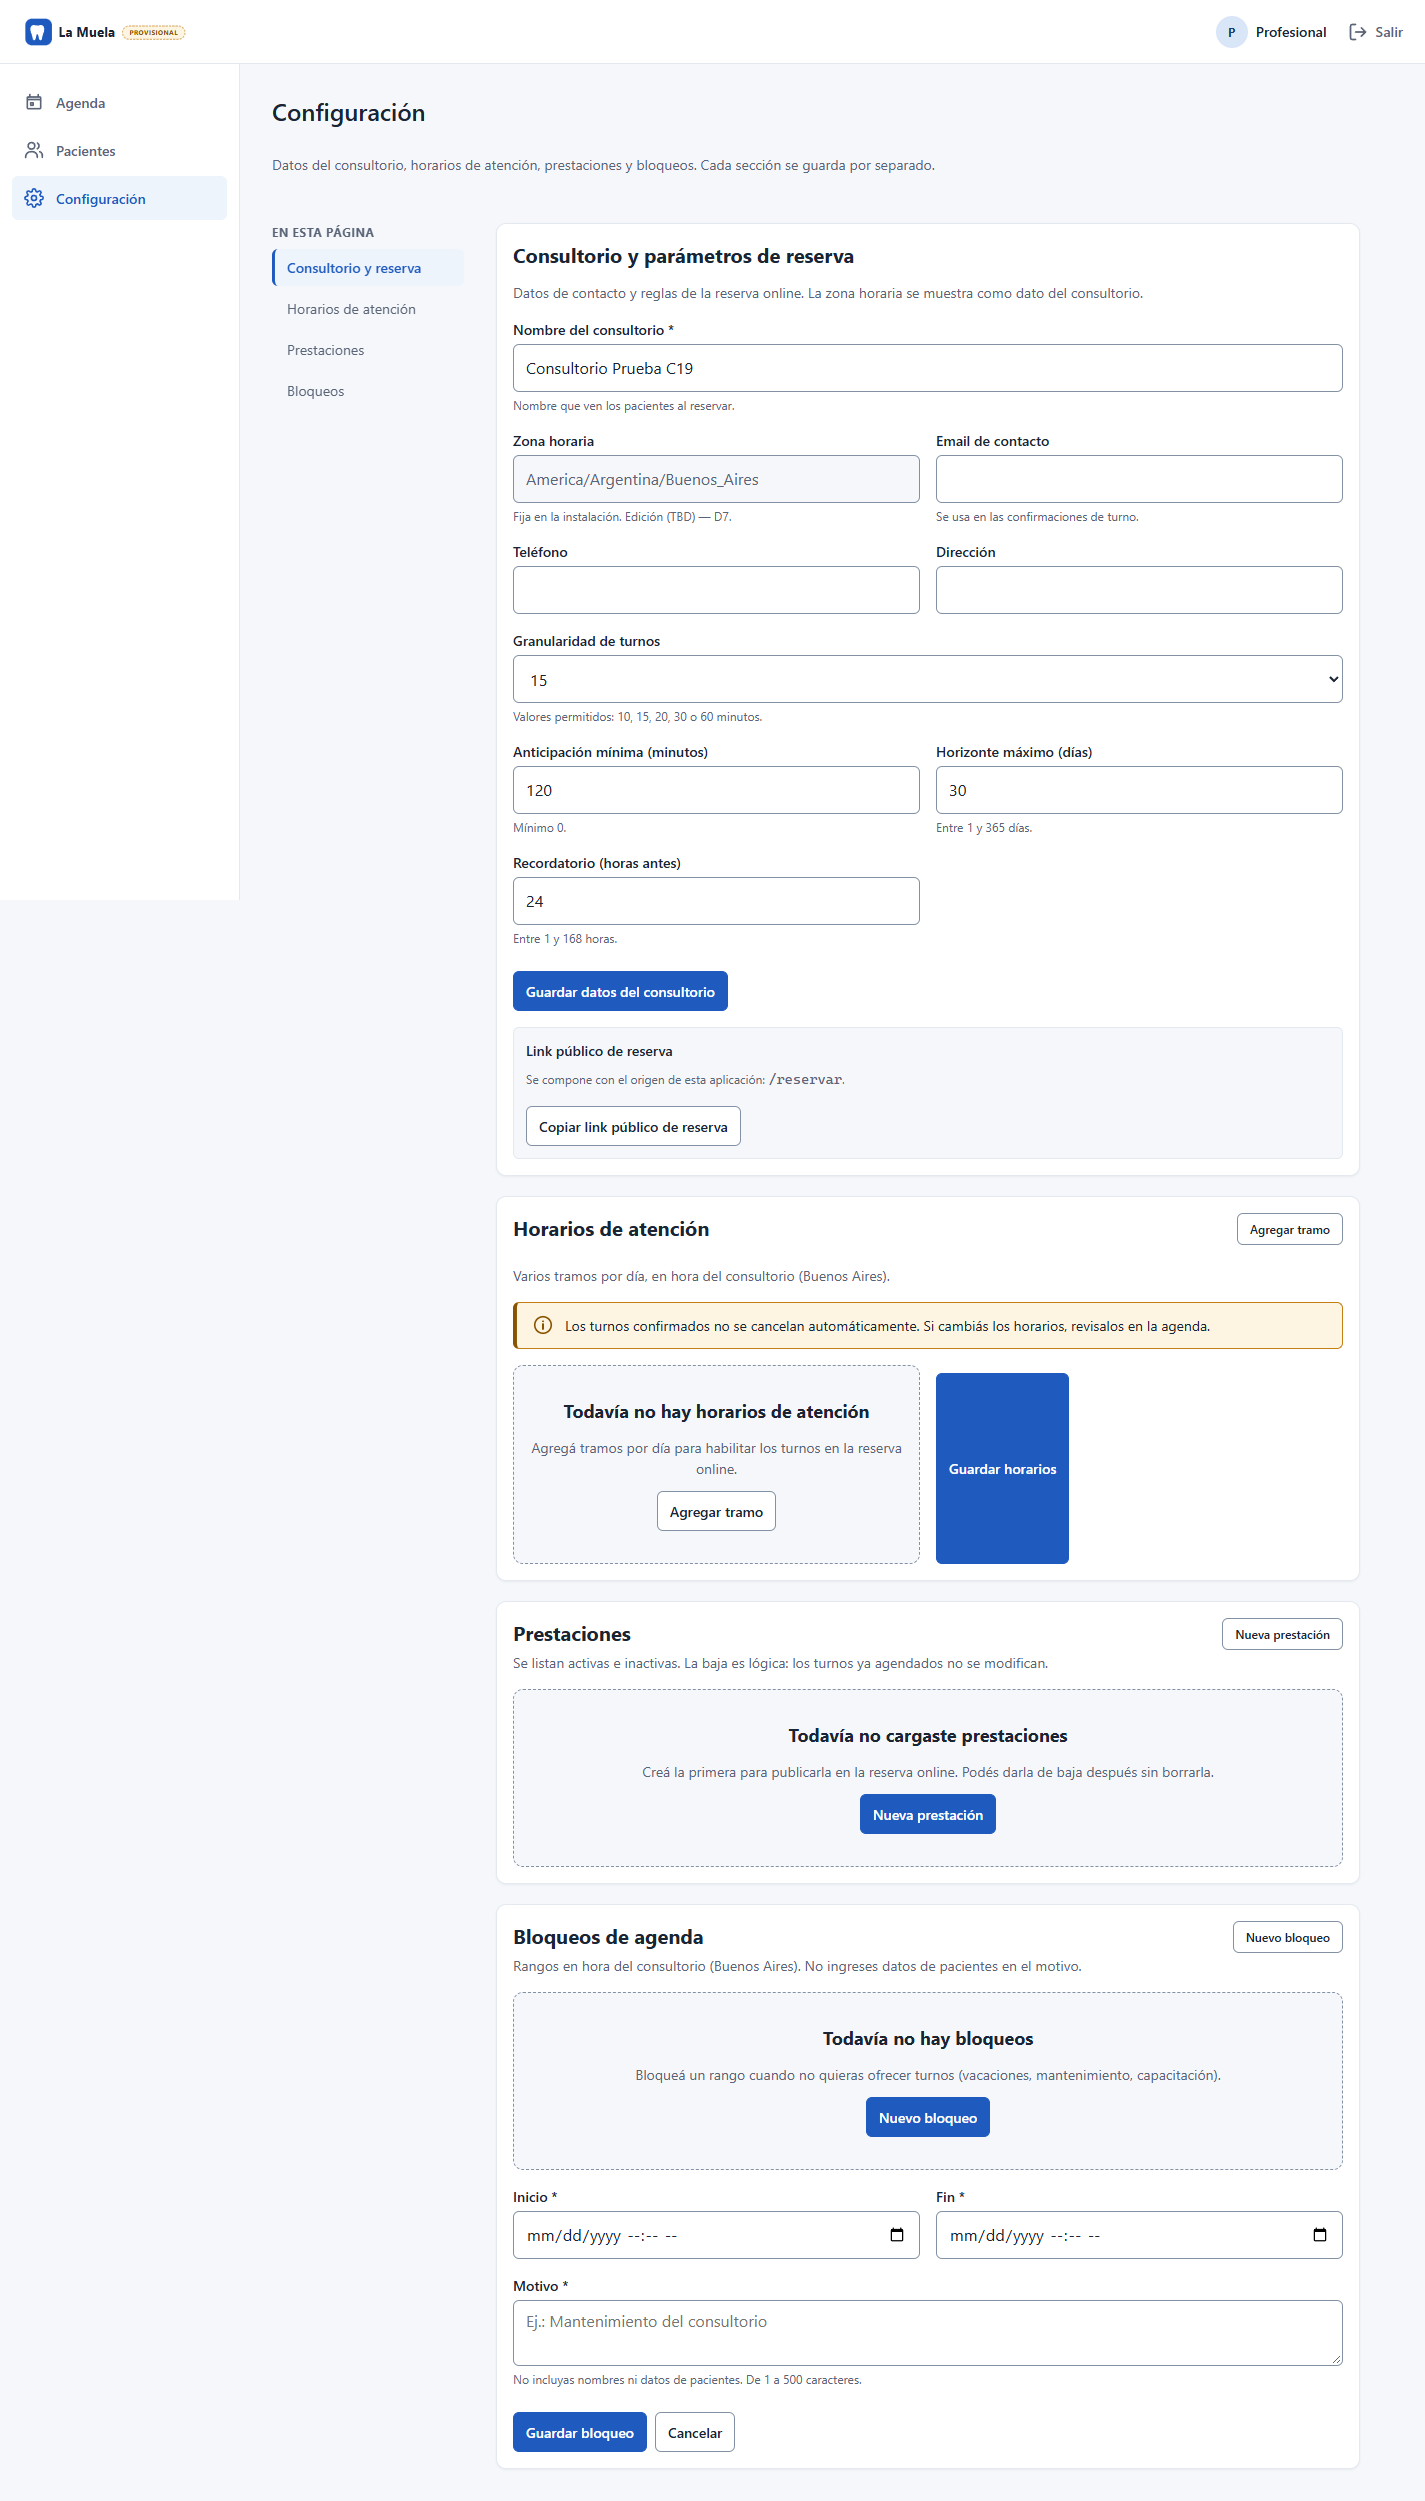 La Muela PROVISIONAL
P Profesional Salir
Agenda
Pacientes
Configuración
Configuración
Datos del consultorio, horarios de atención, prestaciones y bloqueos. Cada sección se guarda por separado.
EN ESTA PÁGINA
Consultorio y reserva
Horarios de atención
Prestaciones
Bloqueos
Consultorio y parámetros de reserva
Datos de contacto y reglas de la reserva online. La zona horaria se muestra como dato del consultorio.
Nombre del consultorio *
Consultorio Prueba C19
Nombre que ven los pacientes al reservar.
Zona horaria
America/Argentina/Buenos_Aires
Fija en la instalación. Edición (TBD) — D7.
Email de contacto
Se usa en las confirmaciones de turno.
Teléfono
Dirección
Granularidad de turnos
15
Valores permitidos: 10, 15, 20, 30 o 60 minutos.
Anticipación mínima (minutos)
120
Mínimo 0.
Horizonte máximo (días)
30
Entre 1 y 365 días.
Recordatorio (horas antes)
24
Entre 1 y 168 horas.
Guardar datos del consultorio
Link público de reserva
Se compone con el origen de esta aplicación: /reservar.
Copiar link público de reserva
Horarios de atención
Agregar tramo
Varios tramos por día, en hora del consultorio (Buenos Aires).
Los turnos confirmados no se cancelan automáticamente. Si cambiás los horarios, revisalos en la agenda.
Todavía no hay horarios de atención
Agregá tramos por día para habilitar los turnos en la reserva
online.
Agregar tramo
Guardar horarios
Prestaciones
Nueva prestación
Se listan activas e inactivas. La baja es lógica: los turnos ya agendados no se modifican.
Todavía no cargaste prestaciones
Creá la primera para publicarla en la reserva online. Podés darla de baja después sin borrarla.
Nueva prestación
Bloqueos de agenda
Nuevo bloqueo
Rangos en hora del consultorio (Buenos Aires). No ingreses datos de pacientes en el motivo.
Todavía no hay bloqueos
Bloqueá un rango cuando no quieras ofrecer turnos (vacaciones, mantenimiento, capacitación).
Nuevo bloqueo
Inicio *
mm/dd/yyyy --:-- --
Fin *
mm/dd/yyyy --:-- --
Motivo *
Ej.: Mantenimiento del consultorio
No incluyas nombres ni datos de pacientes. De 1 a 500 caracteres.
Guardar bloqueo
Cancelar